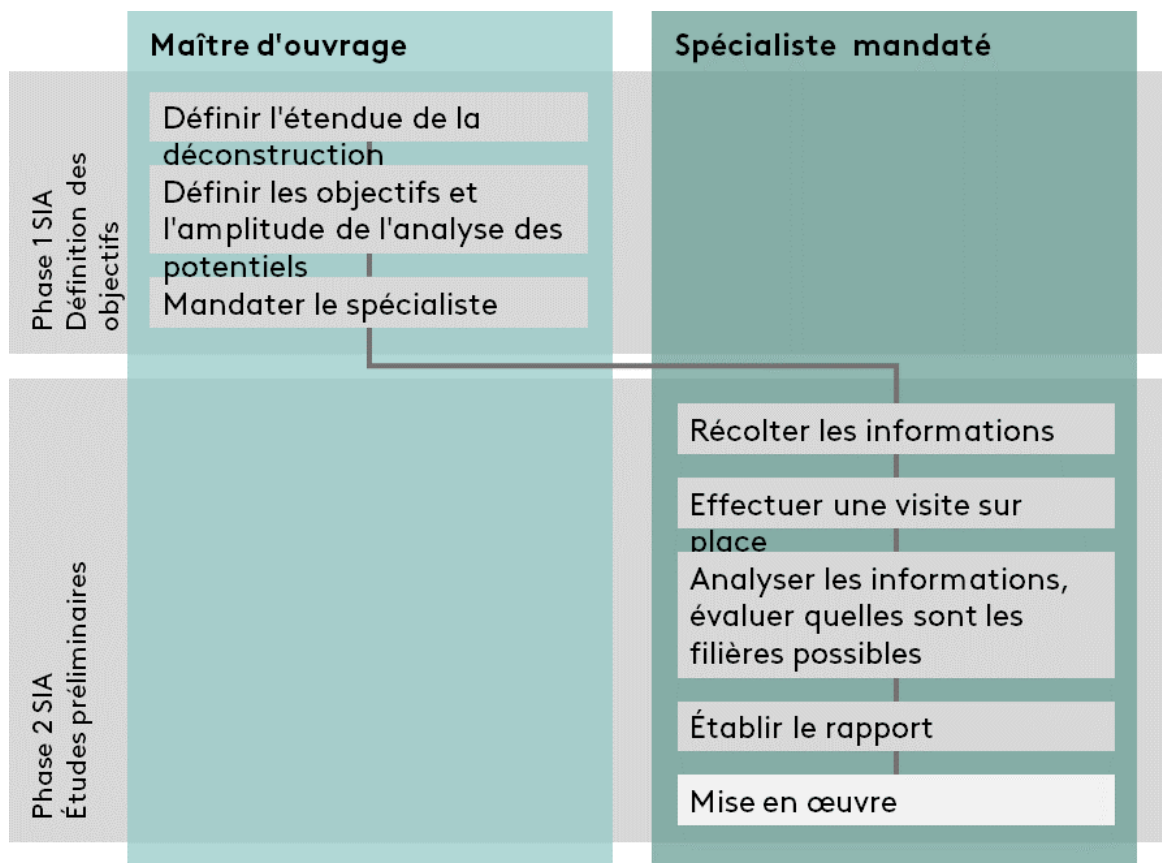 Maître d'ouvrage
Spécialiste mandaté
Phase 1 SIA
Définition des
objectifs
Définir l'étendue de la
déconstruction
Définir les objectifs et
l'amplitude de l'analyse des
potentiels
Mandater le spécialiste
Phase 2 SIA
Études préliminaires
Récolter les informations
Effectuer une visite sur
place
Analyser les informations,
évaluer quelles sont les
filières possibles
Établir le rapport
Mise en œuvre